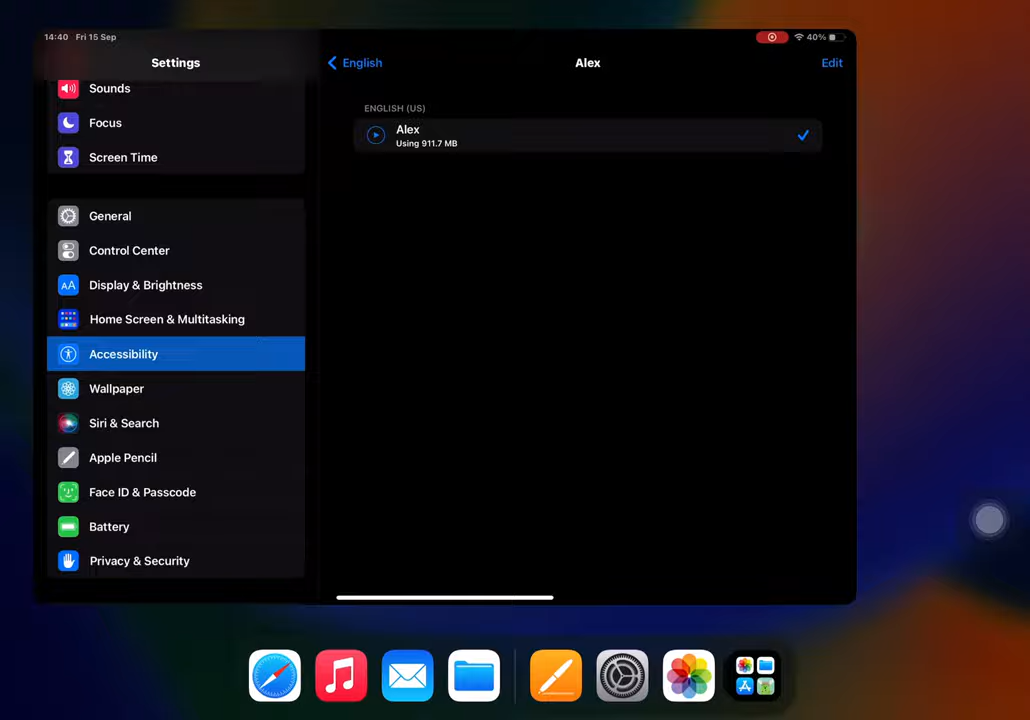 14:40 Fri 15 Sep
40%
Settings
English
Alex
Edit
Sounds
Focus
Screen Time
General
Control Center
Display & Brightness
Home Screen & Multitasking
Accessibility
Wallpaper
Siri & Search
Apple Pencil
Face ID & Passcode
Battery
Privacy & Security
ENGLISH (US)
Alex
Using 911.7 MB